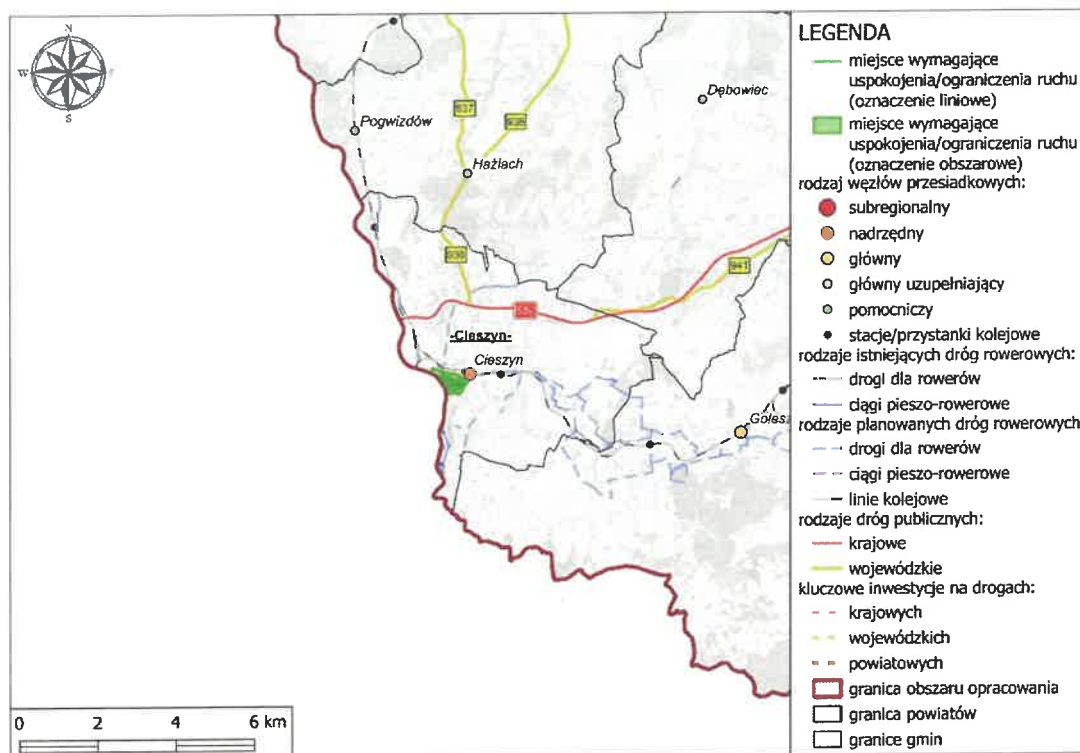 N
W
S
Pogwizdów
937
938
Hażlach
Dębowiec
938
941
-Cieszyn-
Cieszyn
0 2 4 6 km
LEGENDA
miejsce wymagające
uspokojenia/ograniczenia ruchu
(oznaczenie liniowe)
miejsce wymagające
uspokojenia/ograniczenia ruchu
(oznaczenie obszarowe)
rodzaj węzłów przesiadkowych:
subregionalny
nadrzędny
główny
główny uzupełniający
pomocniczy
stacje/przystanki kolejowe
rodzaje istniejących dróg rowerowych:
drogi dla rowerów
ciągi pieszo-rowerowe
rodzaje planowanych dróg rowerowych
drogi dla rowerów
ciągi pieszo-rowerowe
linie kolejowe
rodzaje dróg publicznych:
krajowe
wojewódzkie
kluczowe inwestycje na drogach:
krajowych
wojewódzkich
powiatowych
granica obszaru opracowania
granica powiatów
granice gmin